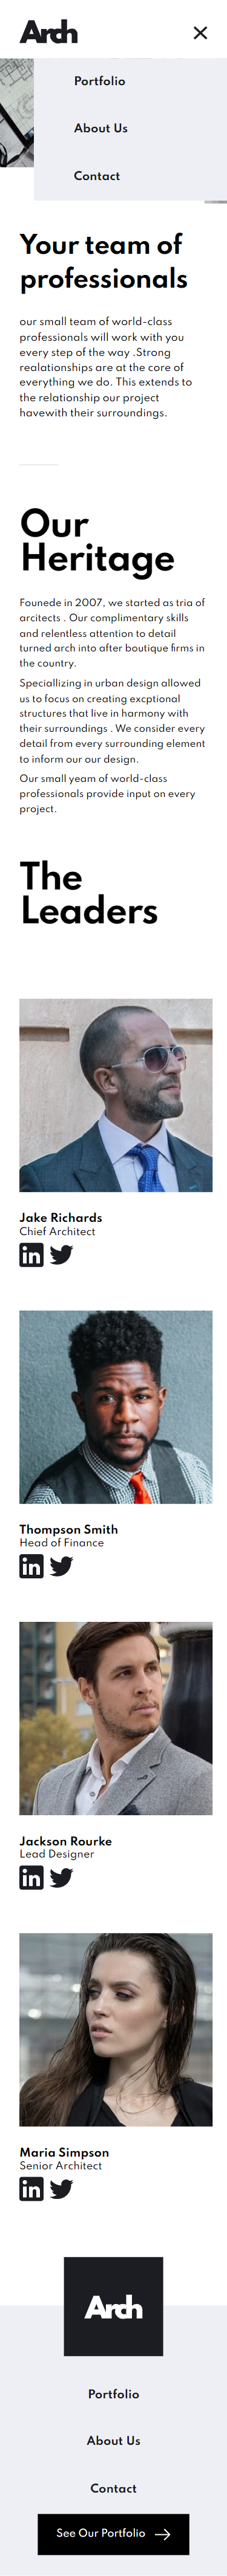 Arch
Portfolio
About Us
Contact
Your team of
professionals
our small team of world-class
professionals will work with you
every step of the way .Strong
realationships are at the core of
everything we do. This extends to
the relationship our project
havewith their surroundings.
Our
Heritage
Founede in 2007, we started as tria of
arcitects . Our complimentary skills
and relentless attention to detail
turned arch into after boutique firms in
the country.
Speciallizing in urban design allowed
us to focus on creating excptional
structures that live in harmony with
their surroundings . We consider every
detail from every surrounding element
to inform our our design.
Our small yeam of world-class
professionals provide input on every
project.
The
Leaders
Jake Richards
Chief Architect
in
Thompson Smith
Head of Finance
in
Jackson Rourke
Lead Designer
in
Maria Simpson
Senior Architect
in
Arch
Portfolio
About Us
Contact
See Our Portfolio